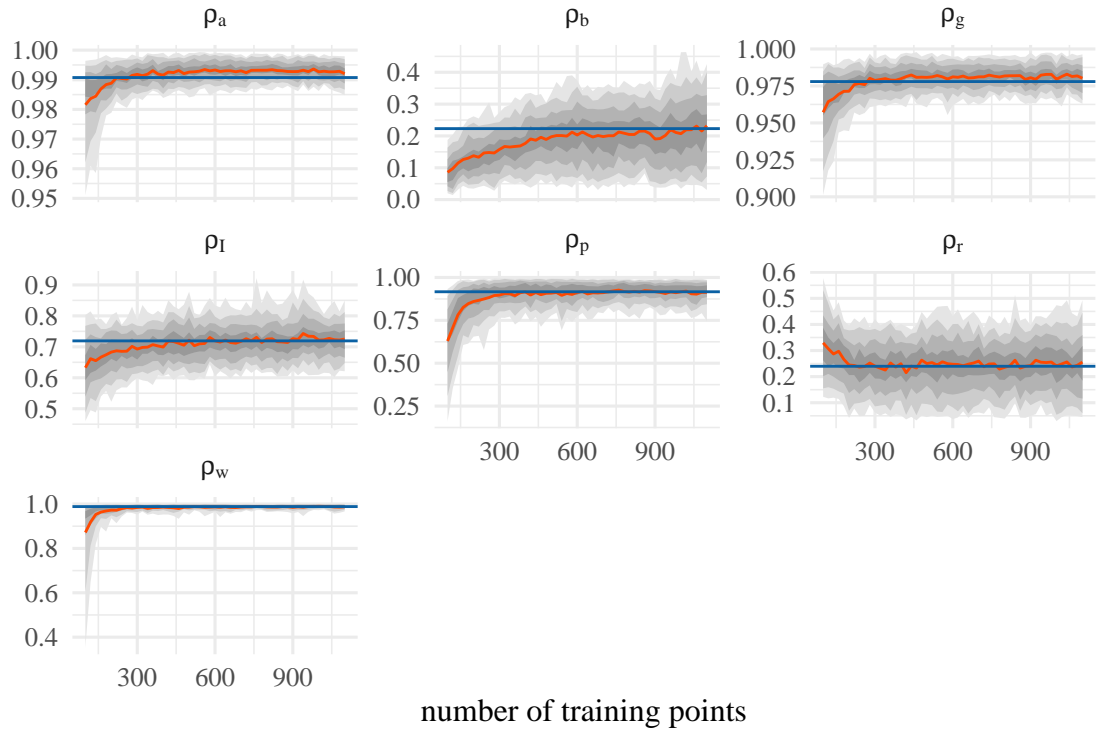 ρa ρb ρg
1.00 0.99 0.98 0.97 0.96 0.95
0.4 0.3 0.2 0.1 0.0
1.000 0.975 0.950 0.925 0.900
ρI ρp ρr
0.9 0.8 0.7 0.6 0.5
1.00 0.75 0.50 0.25
0.6 0.5 0.4 0.3 0.2 0.1
300 600 900 300 600 900
ρw
1.0 0.8 0.6 0.4
300 600 900
number of training points